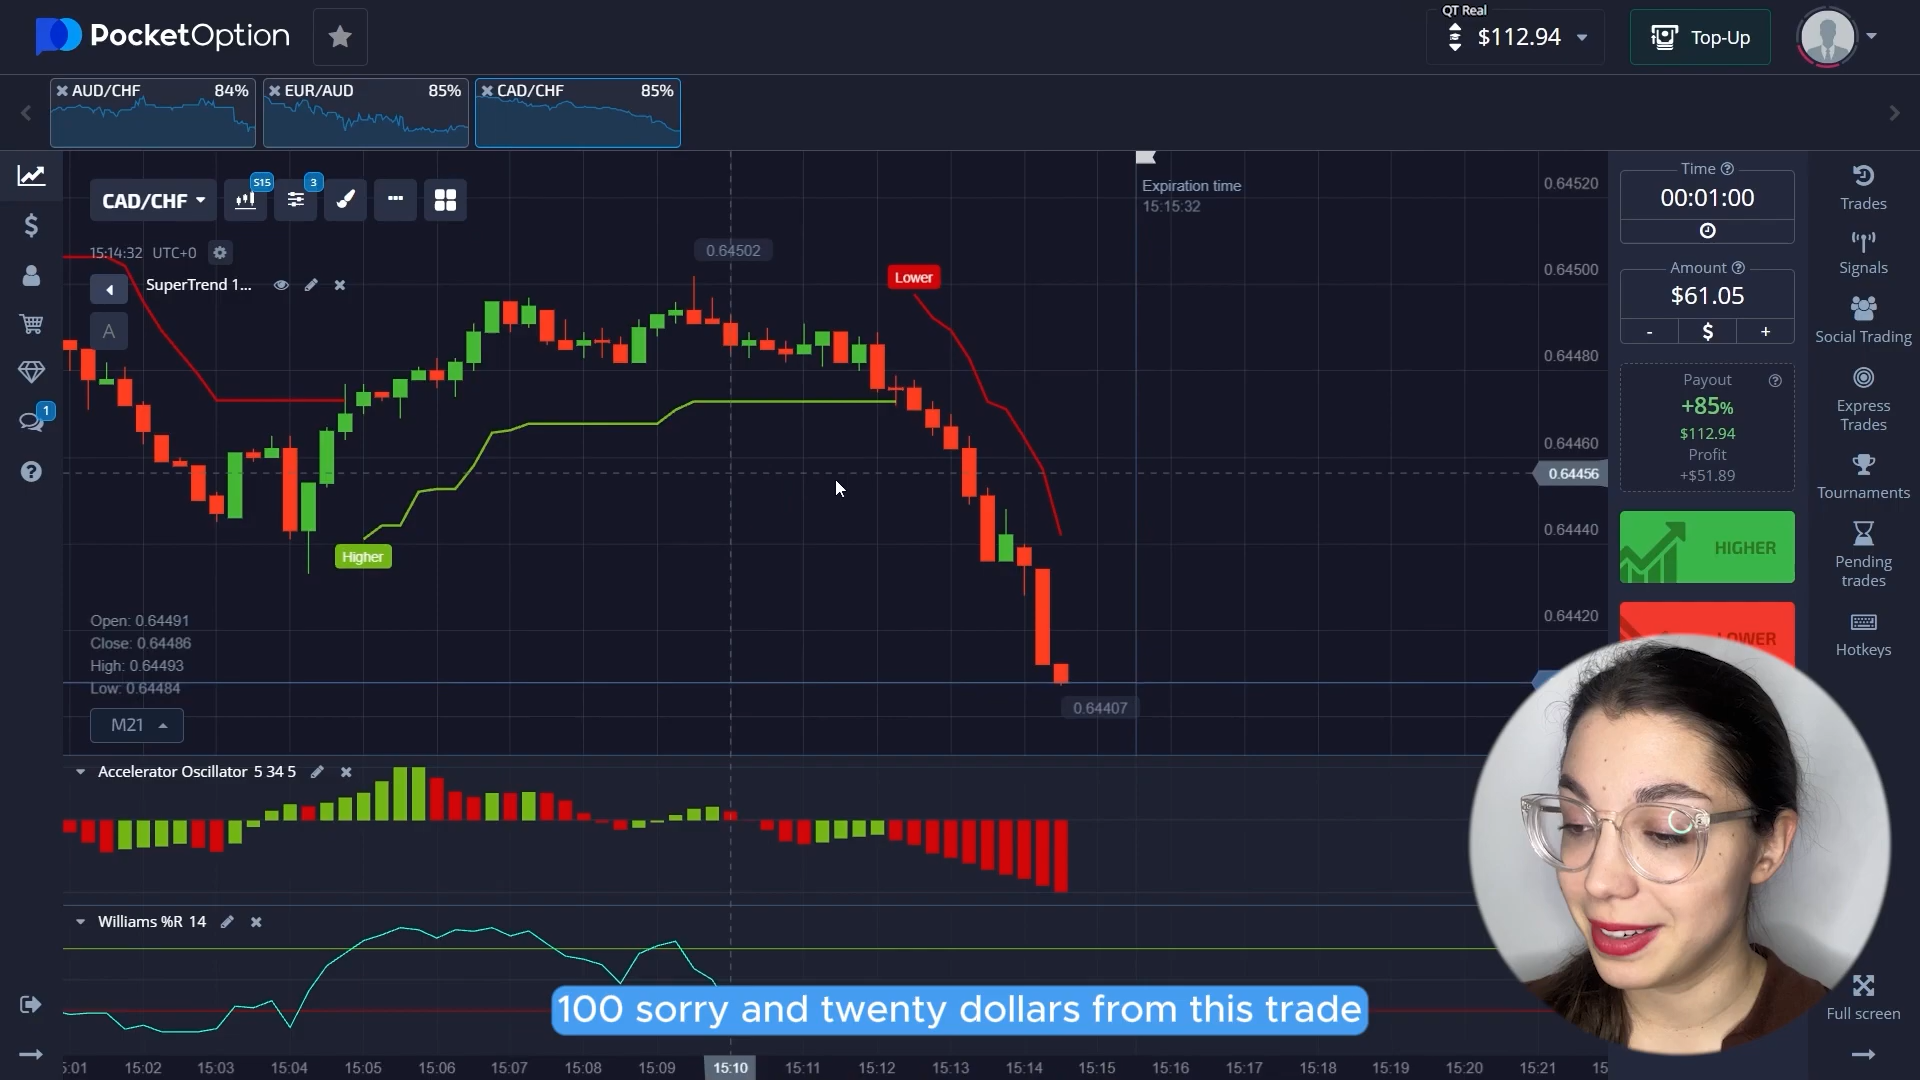 PocketOption
QT Real
$112.94
Top-Up
AUD/CHF 84%
EUR/AUD 85%
CAD/CHF 85%
CAD/CHF
S15
3
15:14:32 UTC+0
SuperTrend 1...
A
0.64502
Lower
Expiration time
15:15:32
Higher
0.64520
0.64500
0.64480
0.64460
0.64456
0.64440
0.64420
0.64407
Open: 0.64491
Close: 0.64486
High: 0.64493
Low: 0.64484
M21
Accelerator Oscillator 5 34 5
Williams %R 14
100 sorry and twenty dollars from this trade
:01 15:02 15:03 15:04 15:05 15:06 15:07 15:08 15:09 15:10 15:11 15:12 15:13 15:14 15:15 15:16 15:17 15:18 15:19 15:20 15:21 15
1
Time
00:01:00
Amount
$61.05
- $ +
Payout
+85%
$112.94
Profit
+$51.89
HIGHER
LOWER
Trades
Signals
Social Trading
Express
Trades
Tournaments
Pending
trades
Hotkeys
Full screen